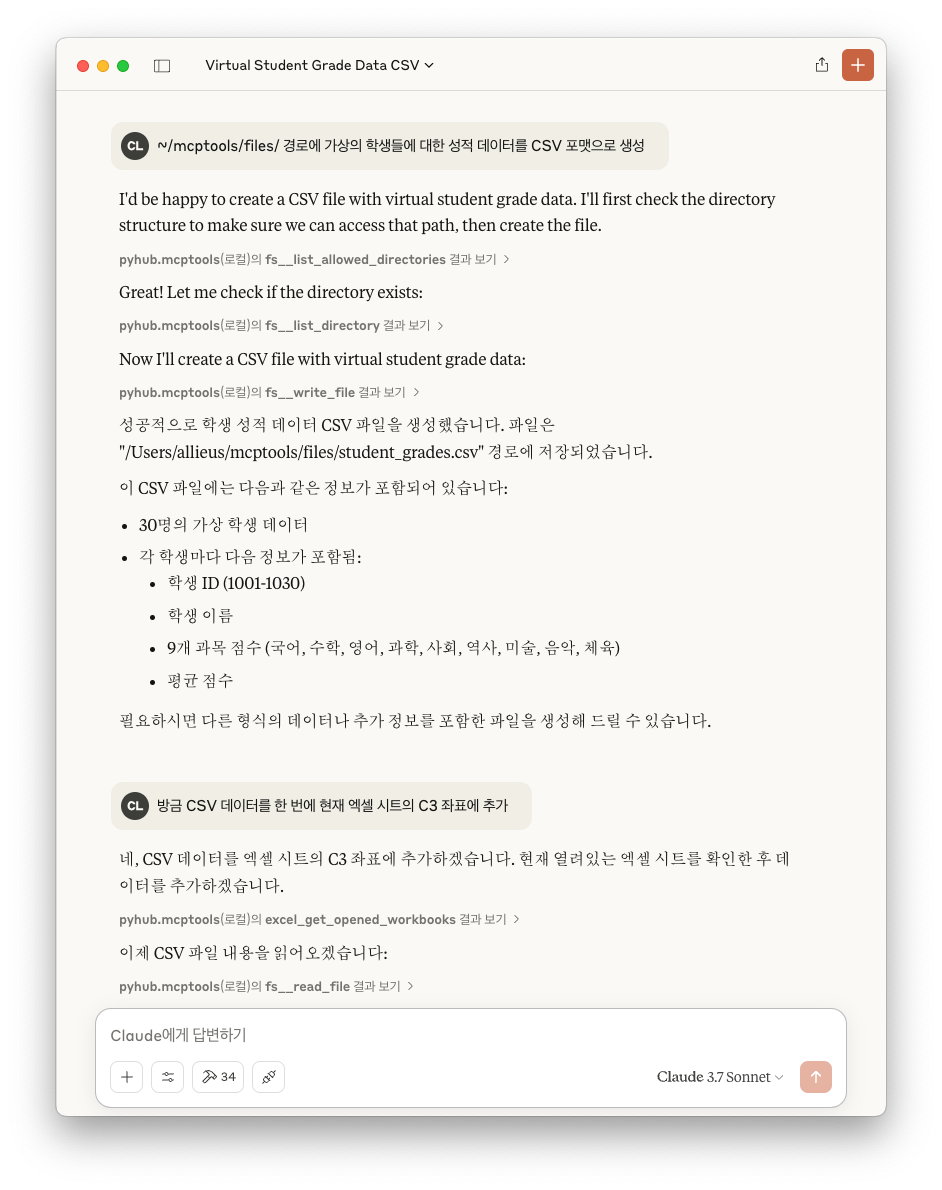 Virtual Student Grade Data CSV
CL
~/mcptools/files/ 경로에 가상의 학생들에 대한 성적 데이터를 CSV 포맷으로 생성
I'd be happy to create a CSV file with virtual student grade data. I'll first check the directory
structure to make sure we can access that path, then create the file.
pyhub.mcptools(로컬)의 fs__list_allowed_directories 결과 보기
Great! Let me check if the directory exists:
pyhub.mcptools(로컬)의 fs__list_directory 결과 보기
Now I'll create a CSV file with virtual student grade data:
pyhub.mcptools(로컬)의 fs__write_file 결과 보기
성공적으로 학생 성적 데이터 CSV 파일을 생성했습니다. 파일은
"/Users/allieus/mcptools/files/student_grades.csv" 경로에 저장되었습니다.
이 CSV 파일에는 다음과 같은 정보가 포함되어 있습니다:
• 30명의 가상 학생 데이터
• 각 학생마다 다음 정보가 포함됨:
• 학생 ID (1001-1030)
• 학생 이름
• 9개 과목 점수 (국어, 수학, 영어, 과학, 사회, 역사, 미술, 음악, 체육)
• 평균 점수
필요하시면 다른 형식의 데이터나 추가 정보를 포함한 파일을 생성해 드릴 수 있습니다.
CL
방금 CSV 데이터를 한 번에 현재 엑셀 시트의 C3 좌표에 추가
네, CSV 데이터를 엑셀 시트의 C3 좌표에 추가하겠습니다. 현재 열려있는 엑셀 시트를 확인한 후 데
이터를 추가하겠습니다.
pyhub.mcptools(로컬)의 excel_get_opened_workbooks 결과 보기
이제 CSV 파일 내용을 읽어오겠습니다:
pyhub.mcptools(로컬)의 fs__read_file 결과 보기
Claude에게 답변하기
34
Claude 3.7 Sonnet